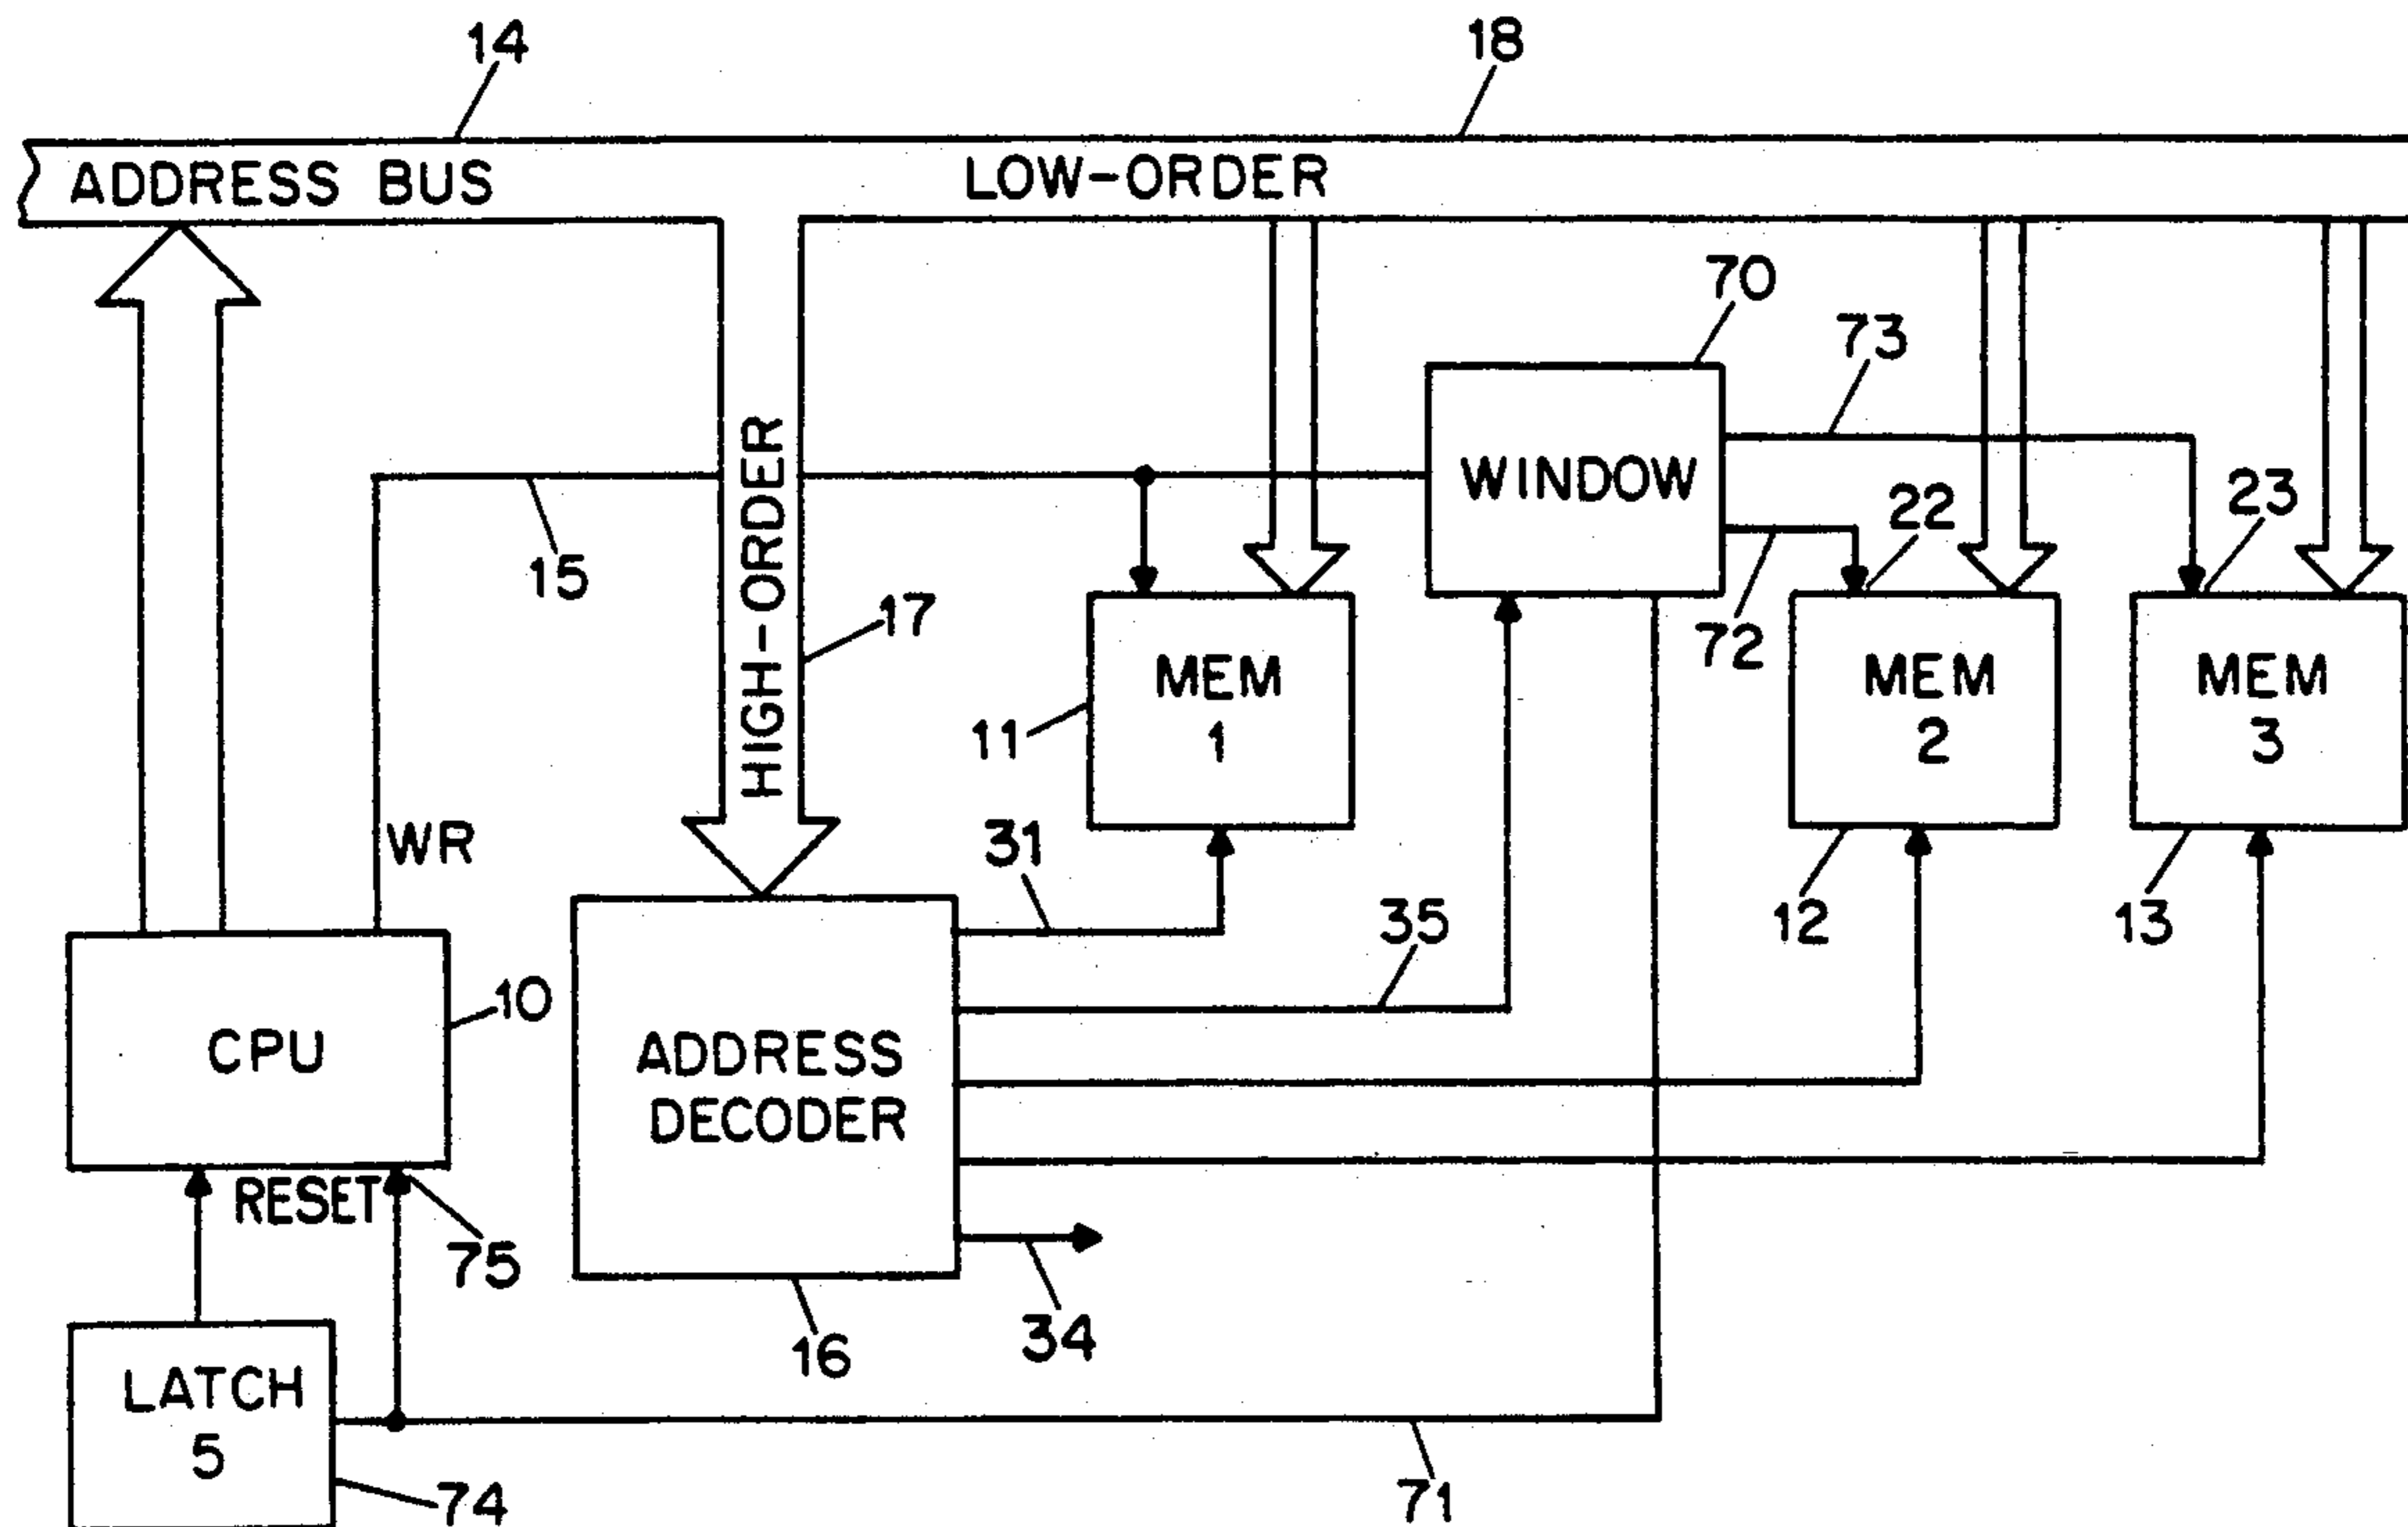 14
18
ADDRESS BUS
LOW-ORDER
70
73
HIGH-ORDER
WINDOW
22
23
15
17
72
MEM
1
MEM
2
MEM
3
11
WR
31
35
12
13
10
CPU
ADDRESS
DECODER
RESET
75
34
16
LATCH
5
74
71